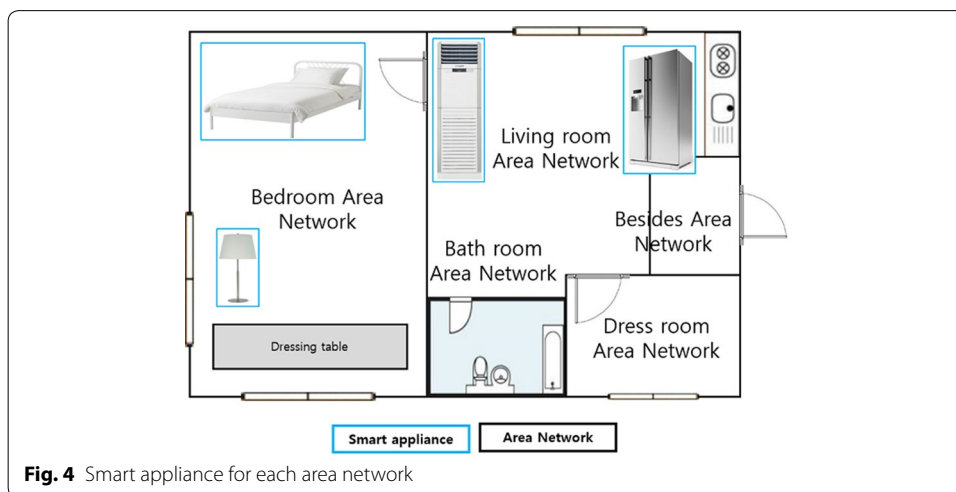 Living room
Area Network
Bedroom Area
Network
Besides Area
Network
Bath room
Area Network
Dress room
Area Network
Dressing table
Smart appliance
Area Network
Fig. 4 Smart appliance for each area network